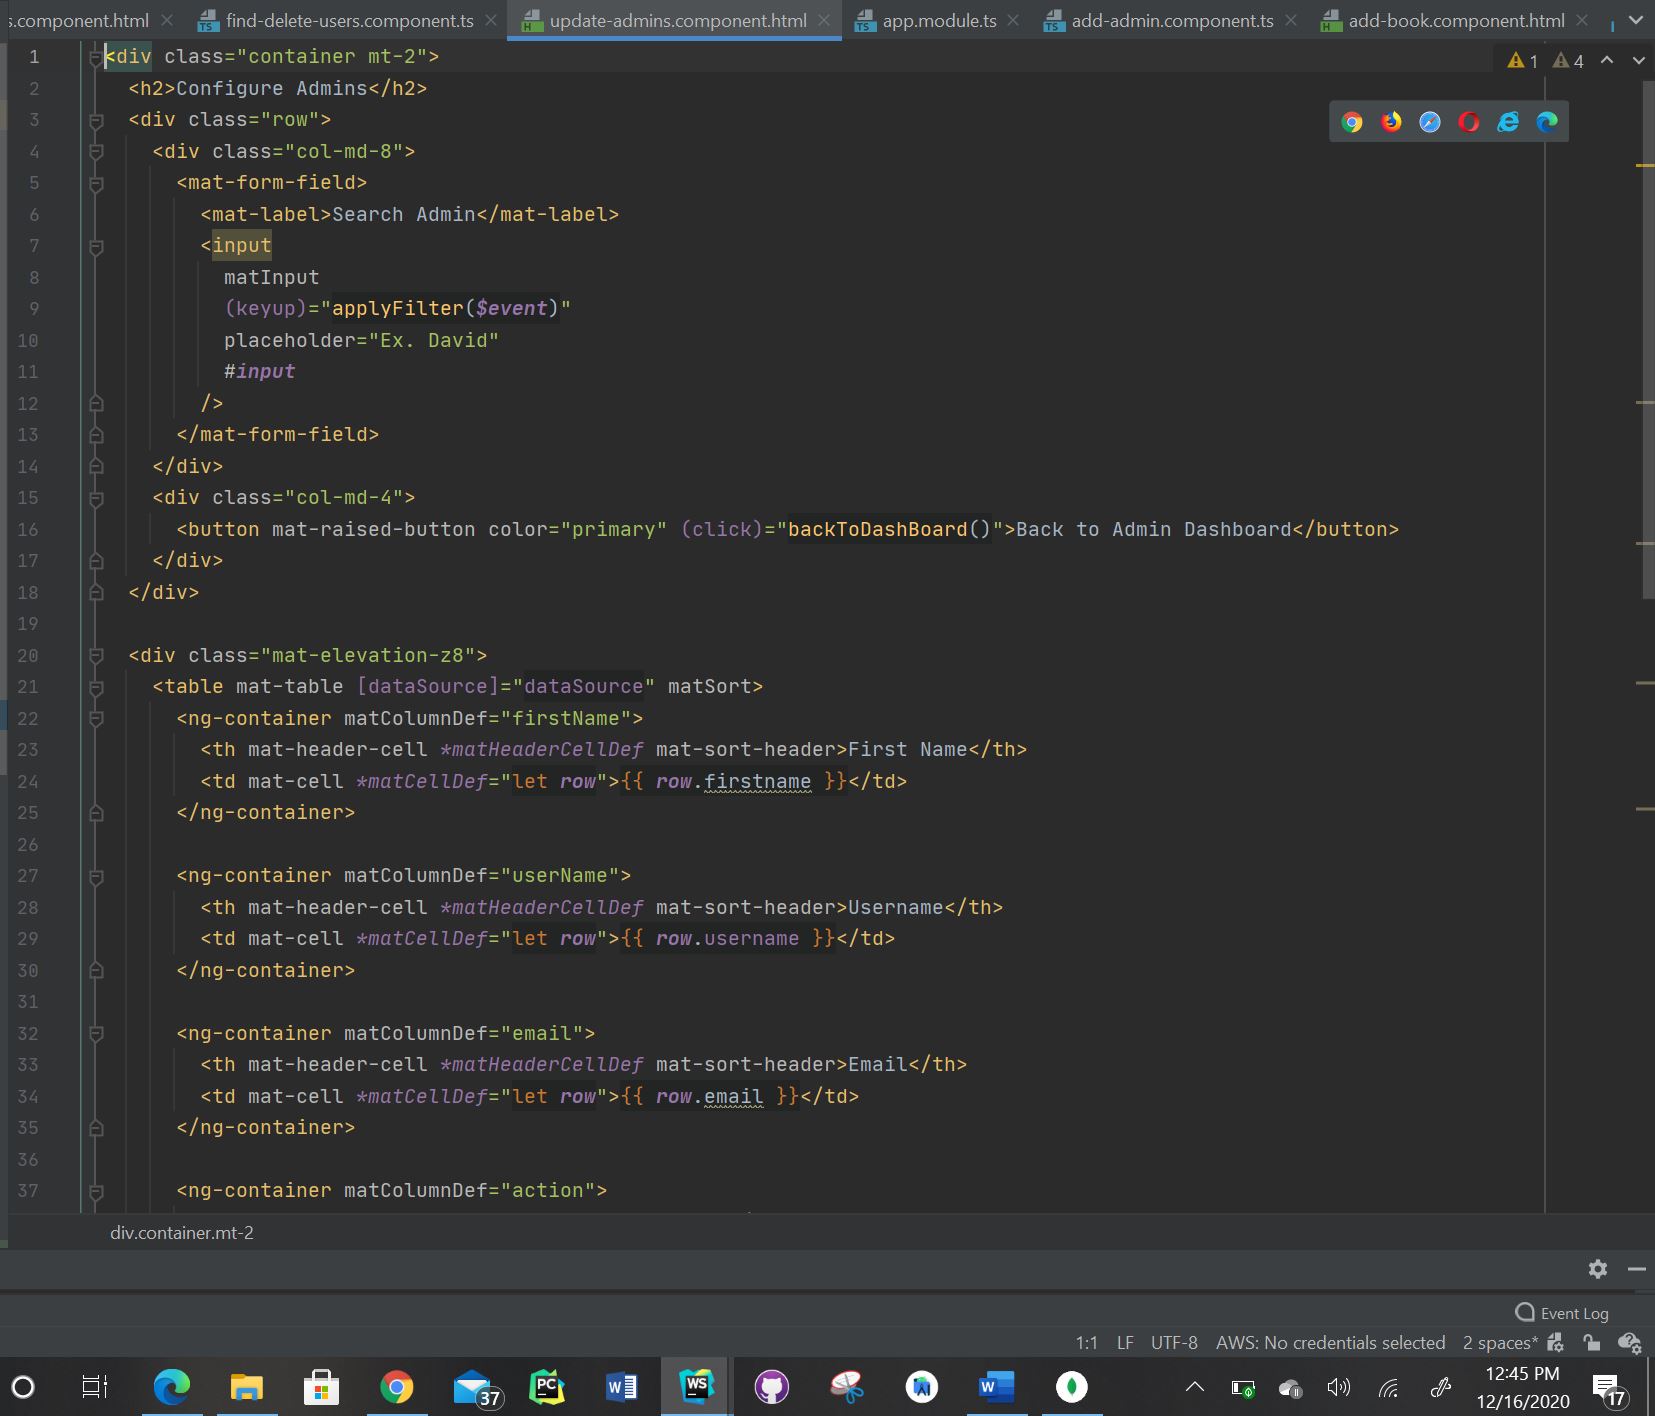 s.component.html find-delete-users.component.ts update-admins.component.html app.module.ts add-admin.component.ts add-book.component.html
1 <div class="container mt-2"> 1 4
2 <h2>Configure Admins</h2>
3 <div class="row">
4 <div class="col-md-8">
5 <mat-form-field>
6 <mat-label>Search Admin</mat-label>
7 <input
8 matInput
9 (keyup)="applyFilter($event)"
10 placeholder="Ex. David"
11 #input
12 />
13 </mat-form-field>
14 </div>
15 <div class="col-md-4">
16 <button mat-raised-button color="primary" (click)="backToDashBoard()">Back to Admin Dashboard</button>
17 </div>
18 </div>
19
20 <div class="mat-elevation-z8">
21 <table mat-table [dataSource]="dataSource" matSort>
22 <ng-container matColumnDef="firstName">
23 <th mat-header-cell *matHeaderCellDef mat-sort-header>First Name</th>
24 <td mat-cell *matCellDef="let row">{{ row.firstname }}</td>
25 </ng-container>
26
27 <ng-container matColumnDef="userName">
28 <th mat-header-cell *matHeaderCellDef mat-sort-header>Username</th>
29 <td mat-cell *matCellDef="let row">{{ row.username }}</td>
30 </ng-container>
31
32 <ng-container matColumnDef="email">
33 <th mat-header-cell *matHeaderCellDef mat-sort-header>Email</th>
34 <td mat-cell *matCellDef="let row">{{ row.email }}</td>
35 </ng-container>
36
37 <ng-container matColumnDef="action">
div.container.mt-2
Event Log
1:1 LF UTF-8 AWS: No credentials selected 2 spaces*
37 PC W WS W 12:45 PM
12/16/2020 17